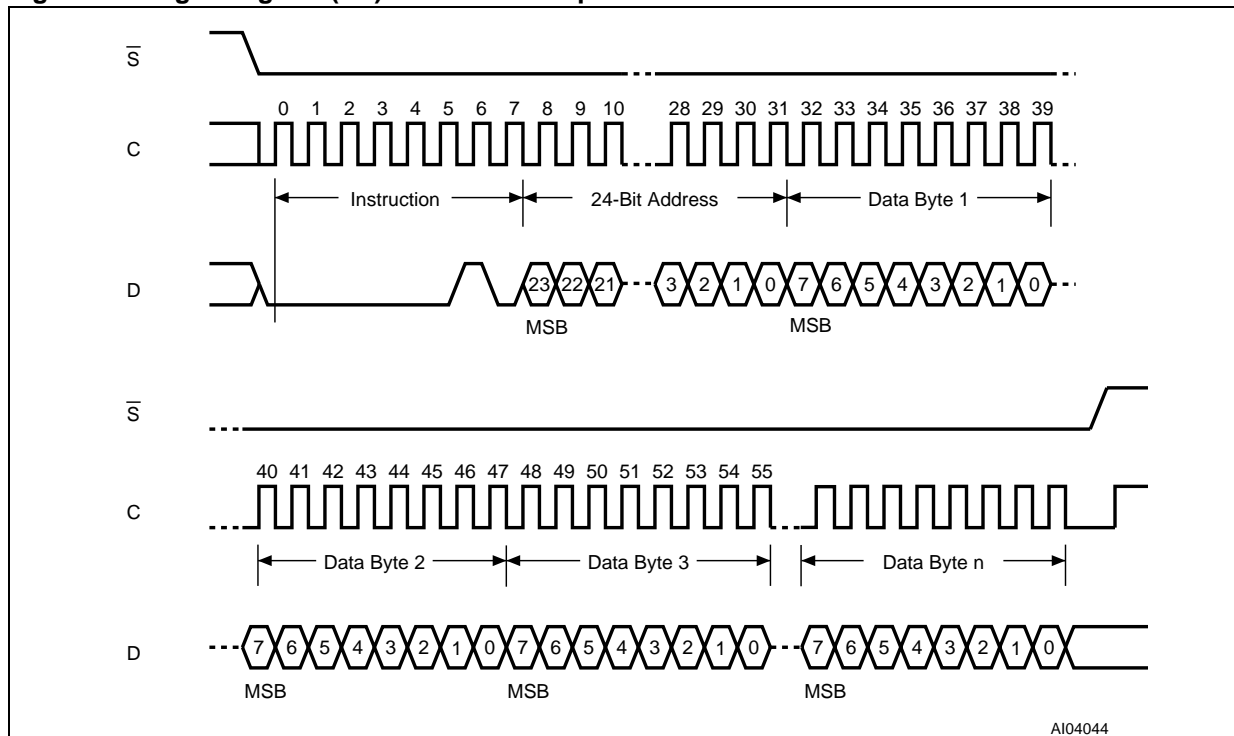 S
0 1 2 3 4 5 6 7 8 9 10 28 29 30 31 32 33 34 35 36 37 38 39
C
Instruction 24-Bit Address Data Byte 1
D 23 22 21 3 2 1 0 7 6 5 4 3 2 1 0
MSB MSB
S
40 41 42 43 44 45 46 47 48 49 50 51 52 53 54 55
C
Data Byte 2 Data Byte 3 Data Byte n
D 7 6 5 4 3 2 1 0 7 6 5 4 3 2 1 0 7 6 5 4 3 2 1 0
MSB MSB MSB
AI04044